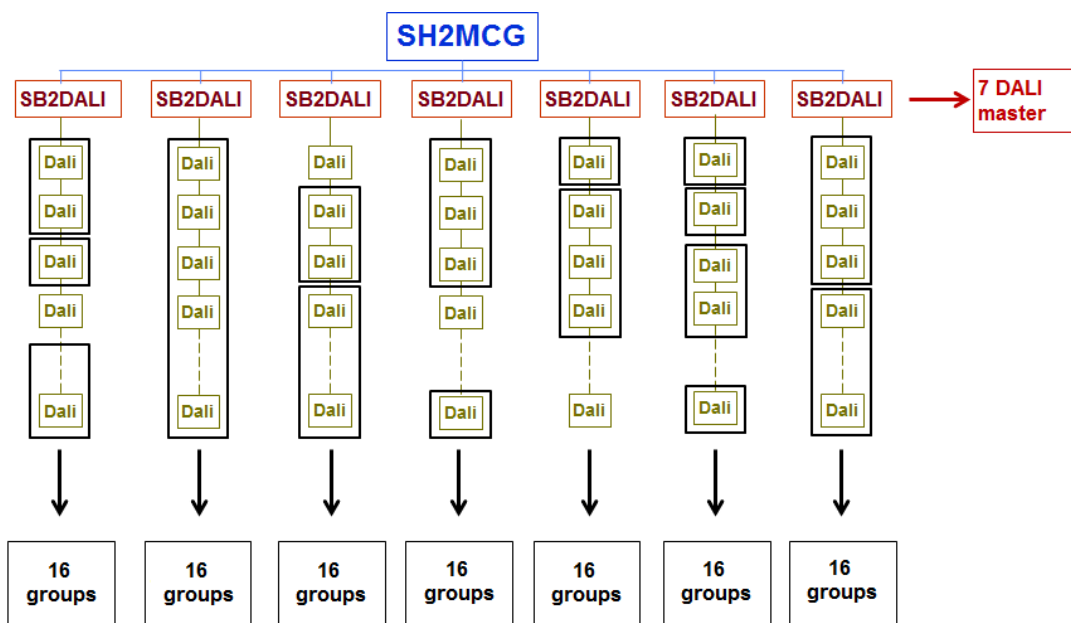 SH2MCG
SB2DALI SB2DALI SB2DALI SB2DALI SB2DALI SB2DALI SB2DALI
7 DALI
master
Dali Dali Dali Dali Dali Dali Dali
Dali Dali Dali Dali Dali Dali Dali
Dali Dali Dali Dali Dali Dali Dali
Dali Dali Dali Dali Dali Dali Dali
Dali Dali Dali Dali Dali Dali Dali
16 16 16 16 16 16 16
groups groups groups groups groups groups groups